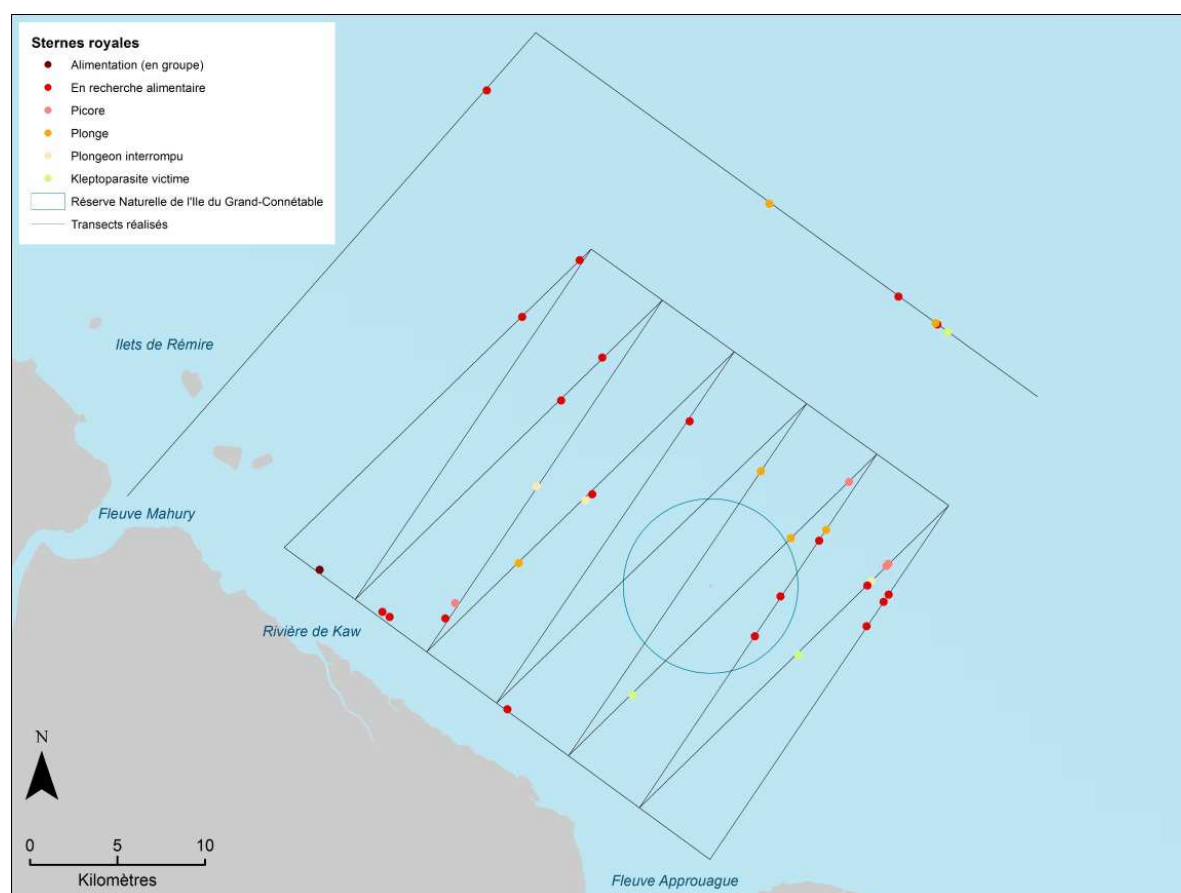 Sternes royales
Alimentation (en groupe)
En recherche alimentaire
Picore
Plonge
Plongeon interrompu
Kleptoparasite victime
Réserve Naturelle de l'Ile du Grand-Connétable
Transects réalisés
Ilets de Rémire
Fleuve Mahury
Rivière de Kaw
N
0 5 10
Kilomètres
Fleuve Approuague